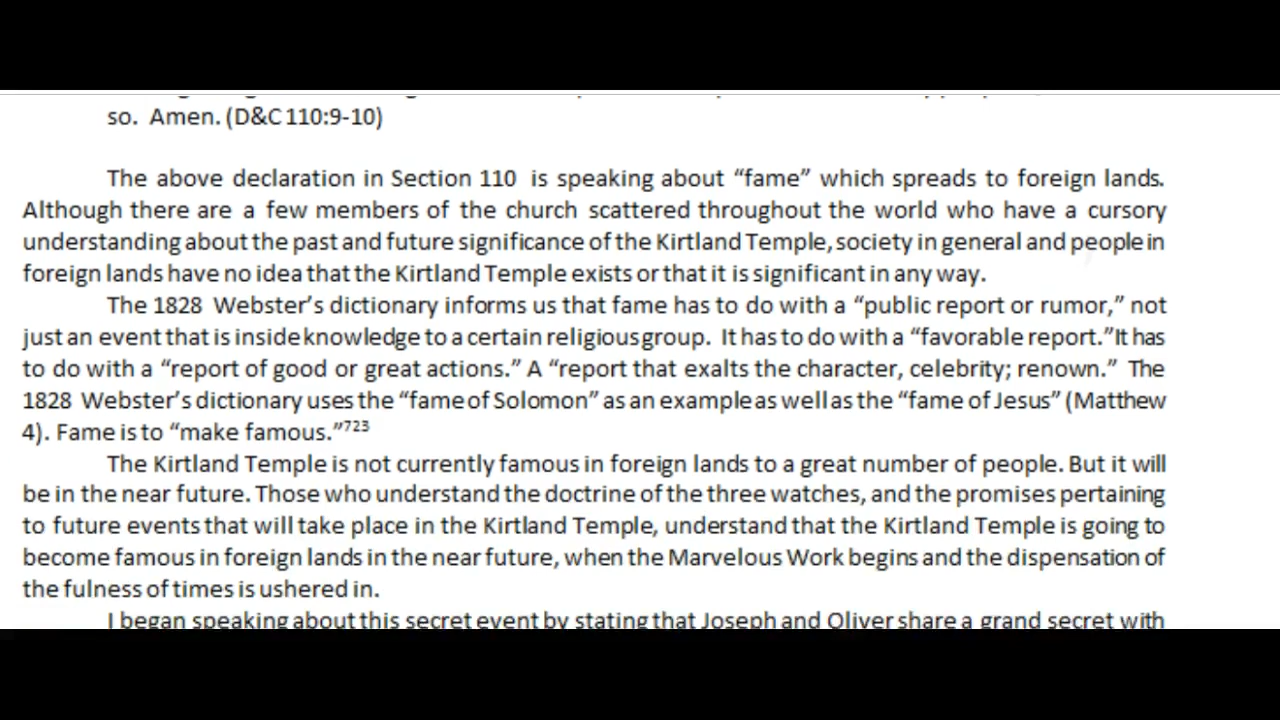 so. Amen. (D&C 110:9-10)
The above declaration in Section 110 is speaking about “fame” which spreads to foreign lands.
Although there are a few members of the church scattered throughout the world who have a cursory
understanding about the past and future significance of the Kirtland Temple, society in general and people in
foreign lands have no idea that the Kirtland Temple exists or that it is significant in any way.
The 1828 Webster’s dictionary informs us that fame has to do with a “public report or rumor,” not
just an event that is inside knowledge to a certain religious group. It has to do with a “favorable report.”It has
to do with a “report of good or great actions.” A “report that exalts the character, celebrity; renown.” The
1828 Webster’s dictionary uses the “fame of Solomon” as an example as well as the “fame of Jesus” (Matthew
4). Fame is to “make famous.”723
The Kirtland Temple is not currently famous in foreign lands to a great number of people. But it will
be in the near future. Those who understand the doctrine of the three watches, and the promises pertaining
to future events that will take place in the Kirtland Temple, understand that the Kirtland Temple is going to
become famous in foreign lands in the near future, when the Marvelous Work begins and the dispensation of
the fulness of times is ushered in.
I began speaking about this secret event by stating that Joseph and Oliver share a grand secret with